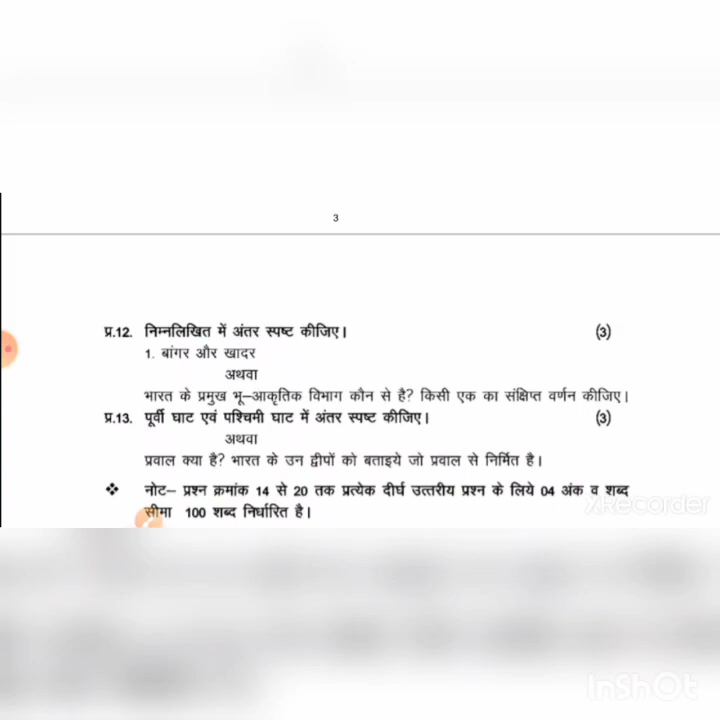 3
प्र.12. निम्नलिखित में अंतर स्पष्ट कीजिए। (3)
1. बांगर और खादर
अथवा
भारत के प्रमुख भू–आकृतिक विभाग कौन से है? किसी एक का संक्षिप्त वर्णन कीजिए।
प्र.13. पूर्वी घाट एवं पश्चिमी घाट में अंतर स्पष्ट कीजिए। (3)
अथवा
प्रवाल क्या है? भारत के उन द्वीपों को बताइये जो प्रवाल से निर्मित है।
❖ नोट– प्रश्न क्रमांक 14 से 20 तक प्रत्येक दीर्घ उत्तरीय प्रश्न के लिये 04 अंक व शब्द
सीमा 100 शब्द निर्धारित है।
XRecorder
InShOt